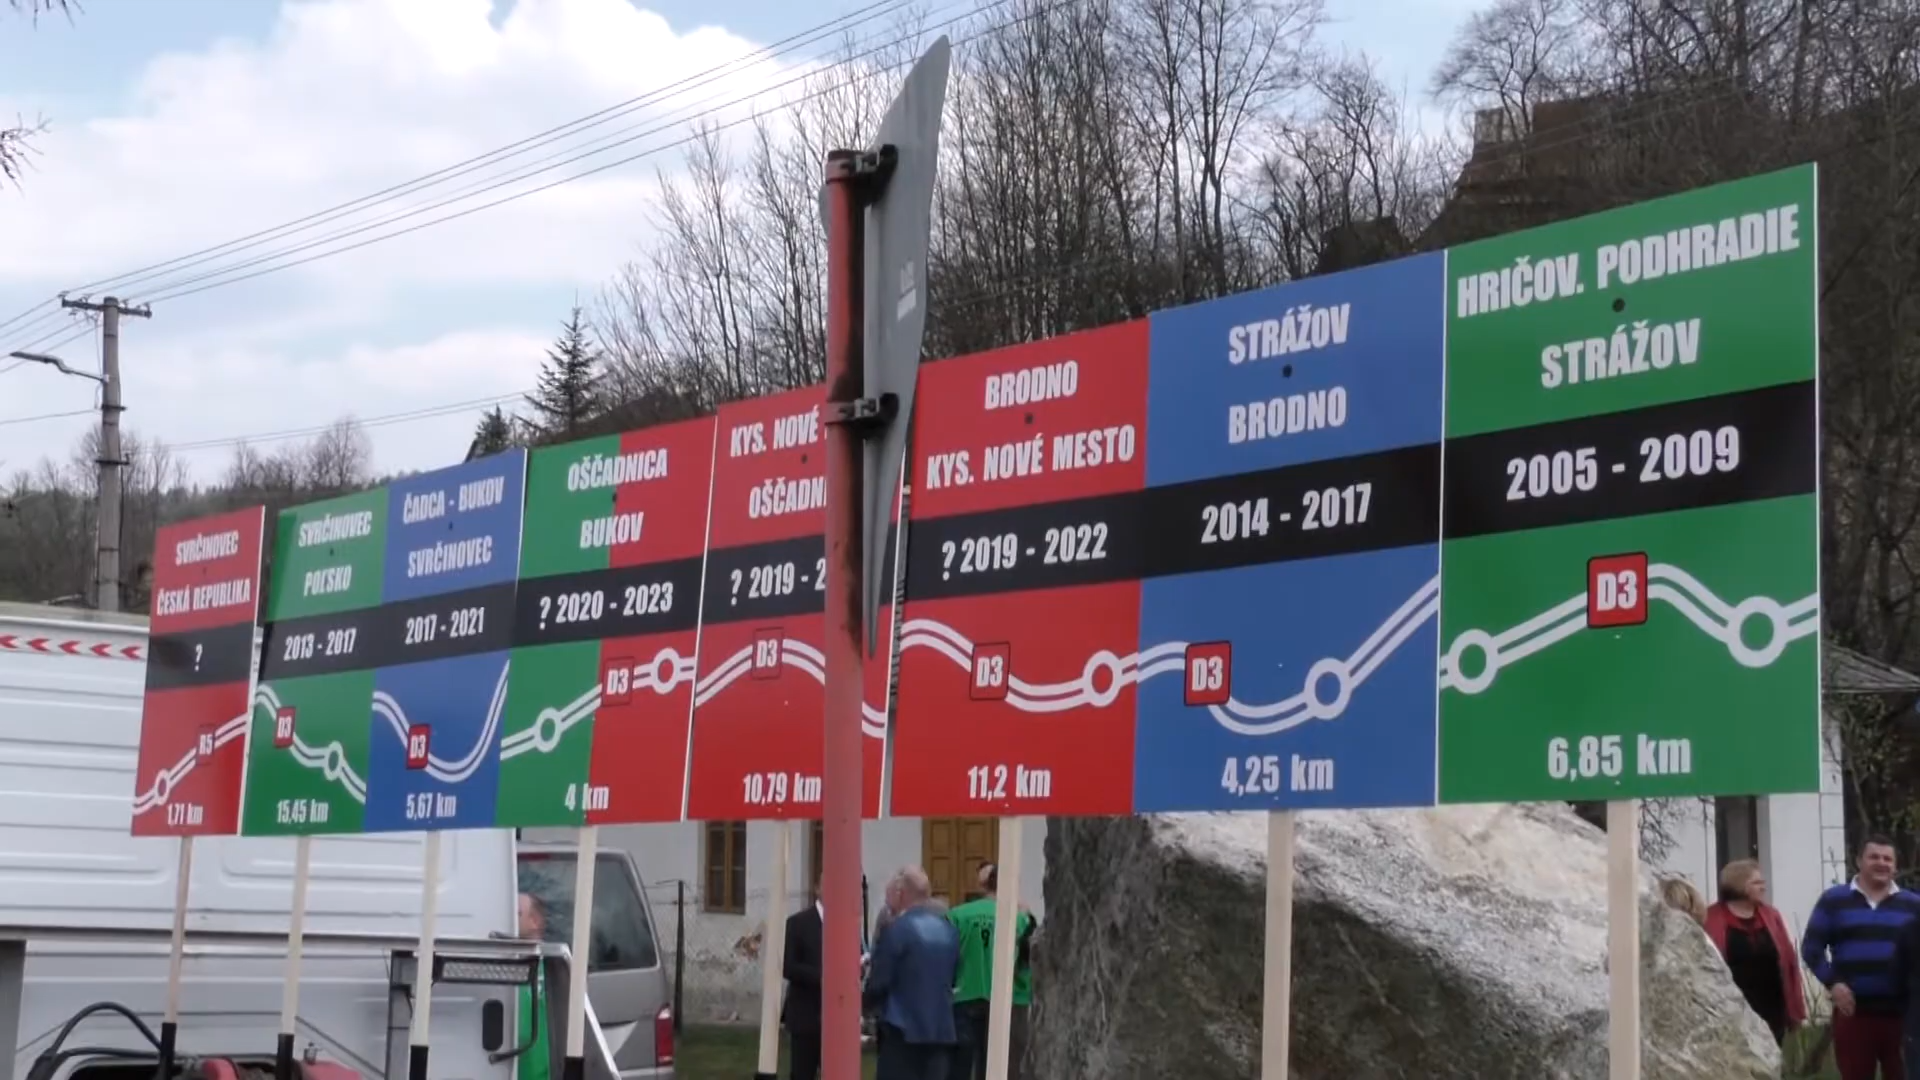 SVRČINOVEC
ČESKÁ REPUBLIKA
?
R5
1,71 km
SVRČINOVEC
POĽSKO
2013 - 2017
D3
15,45 km
ČADCA - BUKOV
SVRČINOVEC
2017 - 2021
D3
5,67 km
OŠČADNICA
BUKOV
? 2020 - 2023
D3
4 km
KYS. NOVÉ
OŠČADN
? 2019 - 2
D3
10,79 km
BRODNO
KYS. NOVÉ MESTO
? 2019 - 2022
D3
11,2 km
STRÁŽOV
BRODNO
2014 - 2017
D3
4,25 km
HRIČOV. PODHRADIE
STRÁŽOV
2005 - 2009
D3
6,85 km
9